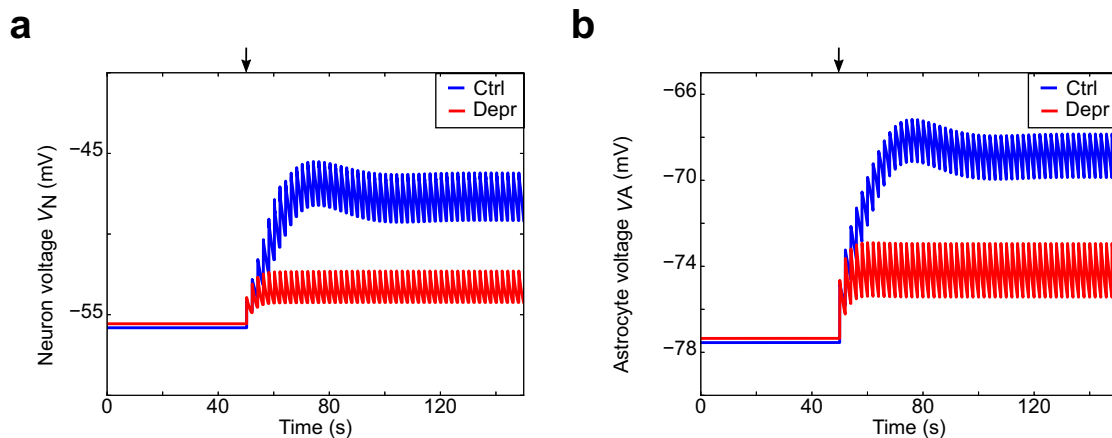 a
Ctrl
Depr
Neuron voltage VN (mV)
−45
−55
0
40
80
120
Time (s)
b
Ctrl
Depr
Astrocyte voltage VA (mV)
−66
−70
−74
−78
0
40
80
120
Time (s)